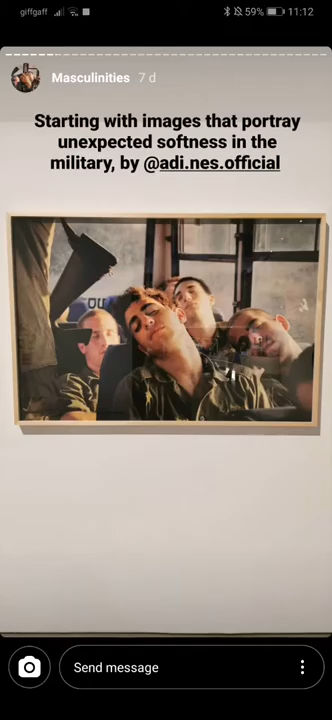 giffgaff 59% 11:12
Masculinities 7 d
Starting with images that portray
unexpected softness in the
military, by @adi.nes.official
Send message